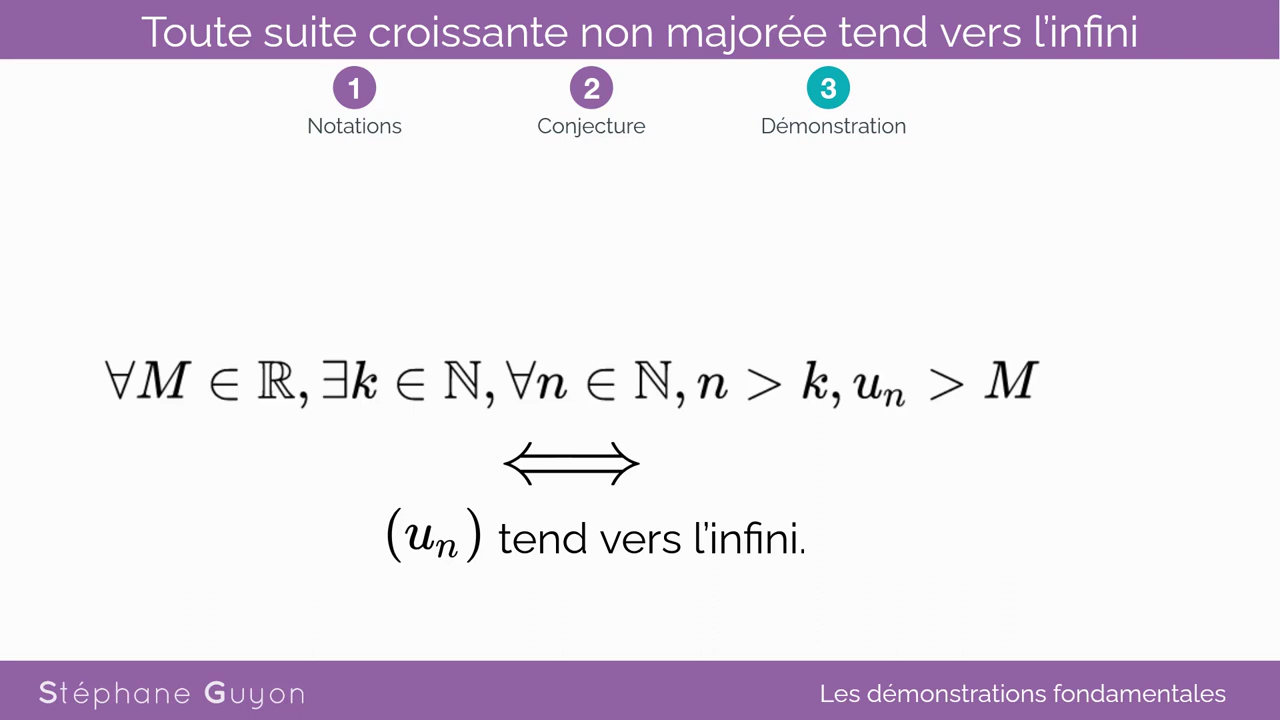 Toute suite croissante non majorée tend vers l'infini
1 2 3
Notations Conjecture Démonstration
∀M ∈ ℝ, ∃k ∈ ℕ, ∀n ∈ ℕ, n > k, uₙ > M
⟺
(uₙ) tend vers l'infini.
Stéphane Guyon Les démonstrations fondamentales